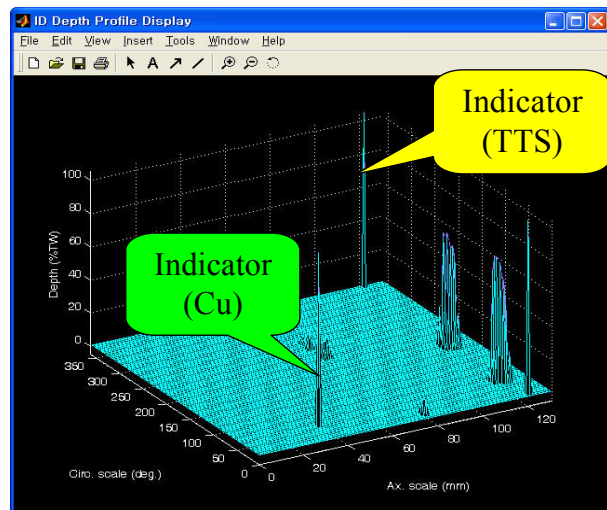 ID Depth Profile Display
File Edit View Insert Tools Window Help
A
Indicator
(TTS)
Indicator
(Cu)
Depth (%TW)
100
80
60
40
20
0
350
300
250
200
150
100
50
0
Circ. scale (deg.)
0
20
40
60
80
100
120
Ax. scale (mm)